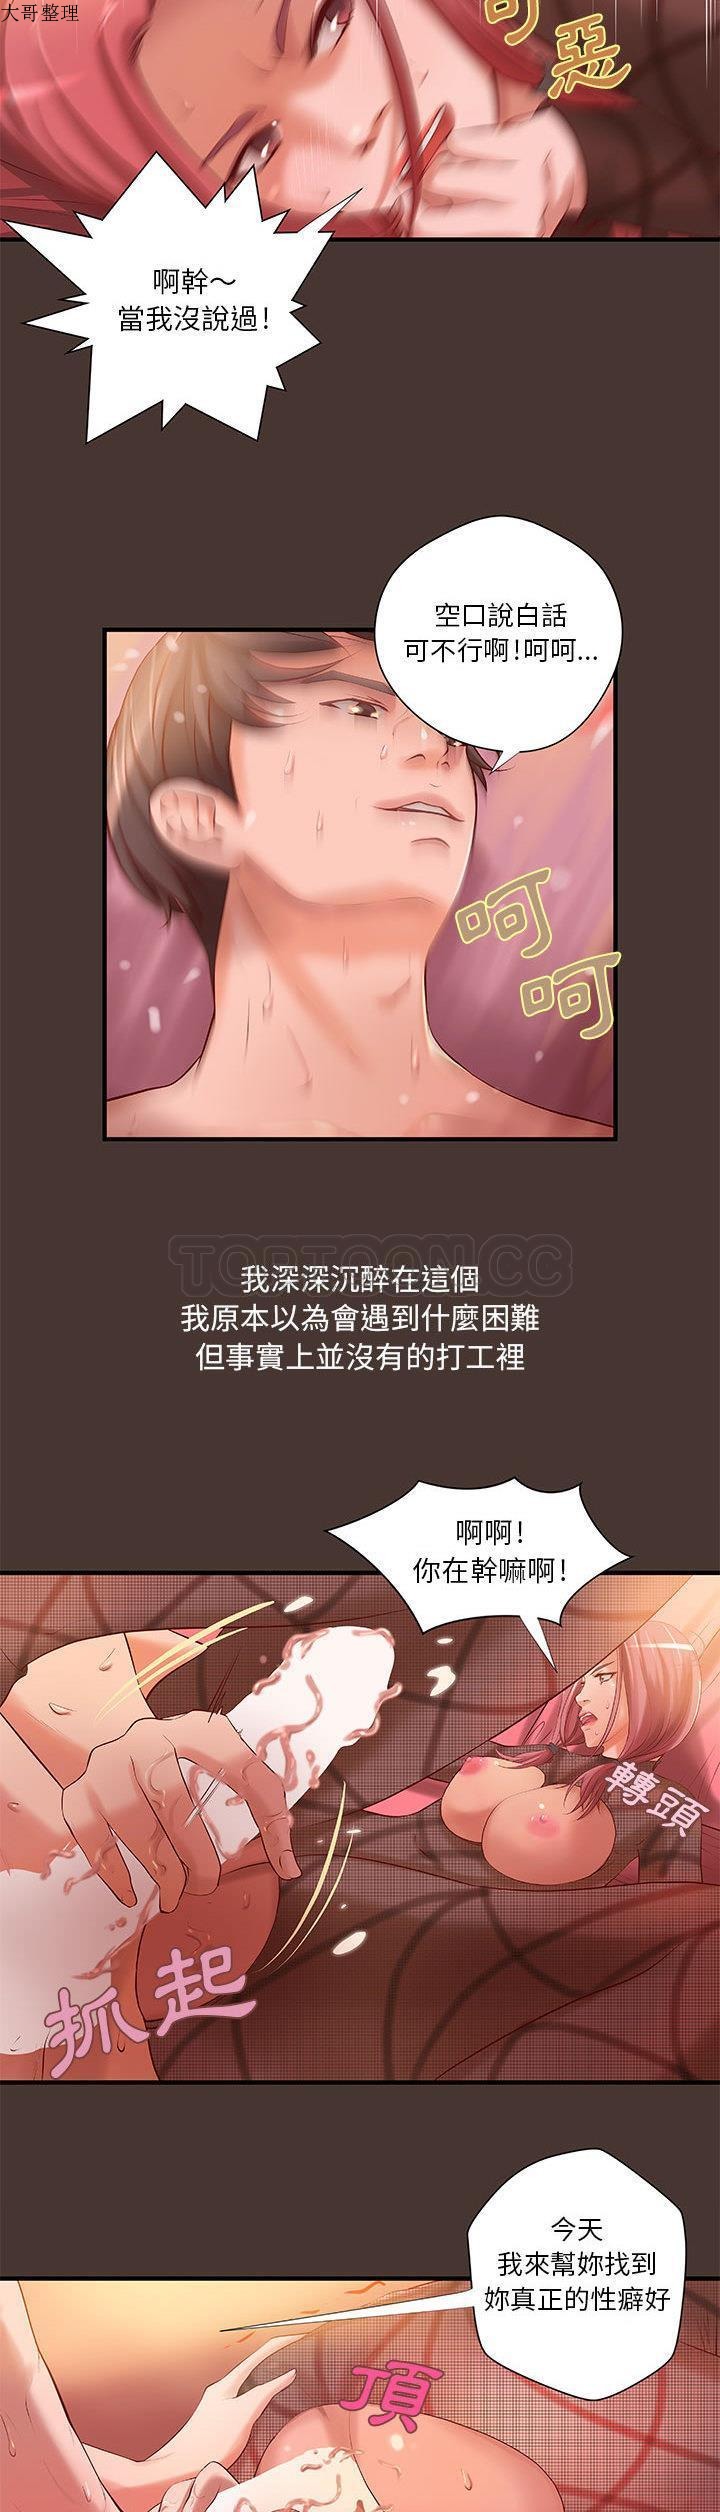 大哥整理
可惡
啊幹～
當我沒說過!
空口說白話
可不行啊!呵呵...
呵呵
TOPTOON.CC
我深深沉醉在這個
我原本以為會遇到什麼困難
但事實上並沒有的打工裡
啊啊!
你在幹嘛啊!
轉頭
抓起
今天
我來幫妳找到
妳真正的性癖好
頂